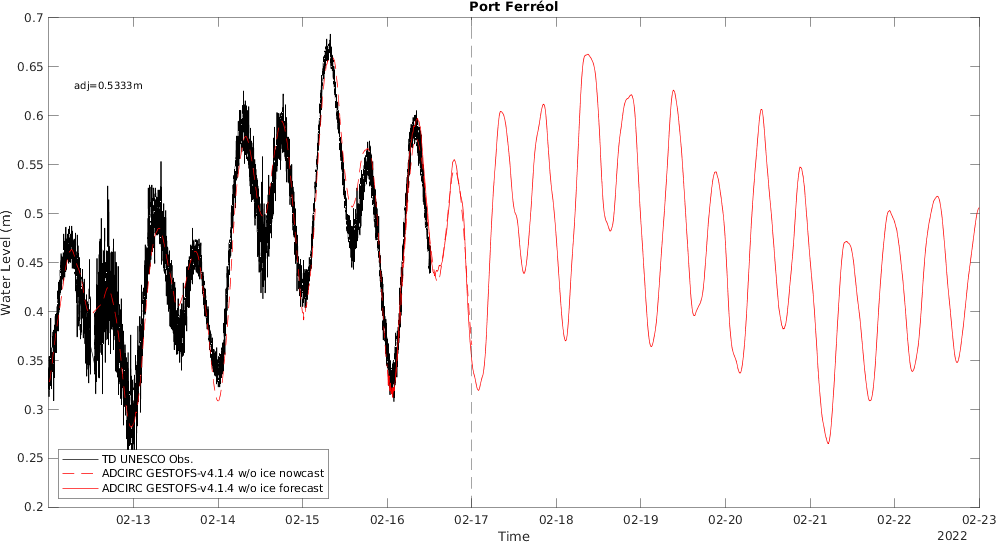 Port Ferréol
0.7
0.65
0.6
0.55
0.5
0.45
0.4
0.35
0.3
0.25
0.2
Water Level (m)
adj=0.5333m
TD UNESCO Obs.
ADCIRC GESTOFS-v4.1.4 w/o ice nowcast
ADCIRC GESTOFS-v4.1.4 w/o ice forecast
02-13 02-14 02-15 02-16 02-17 02-18 02-19 02-20 02-21 02-22 02-23
Time
2022